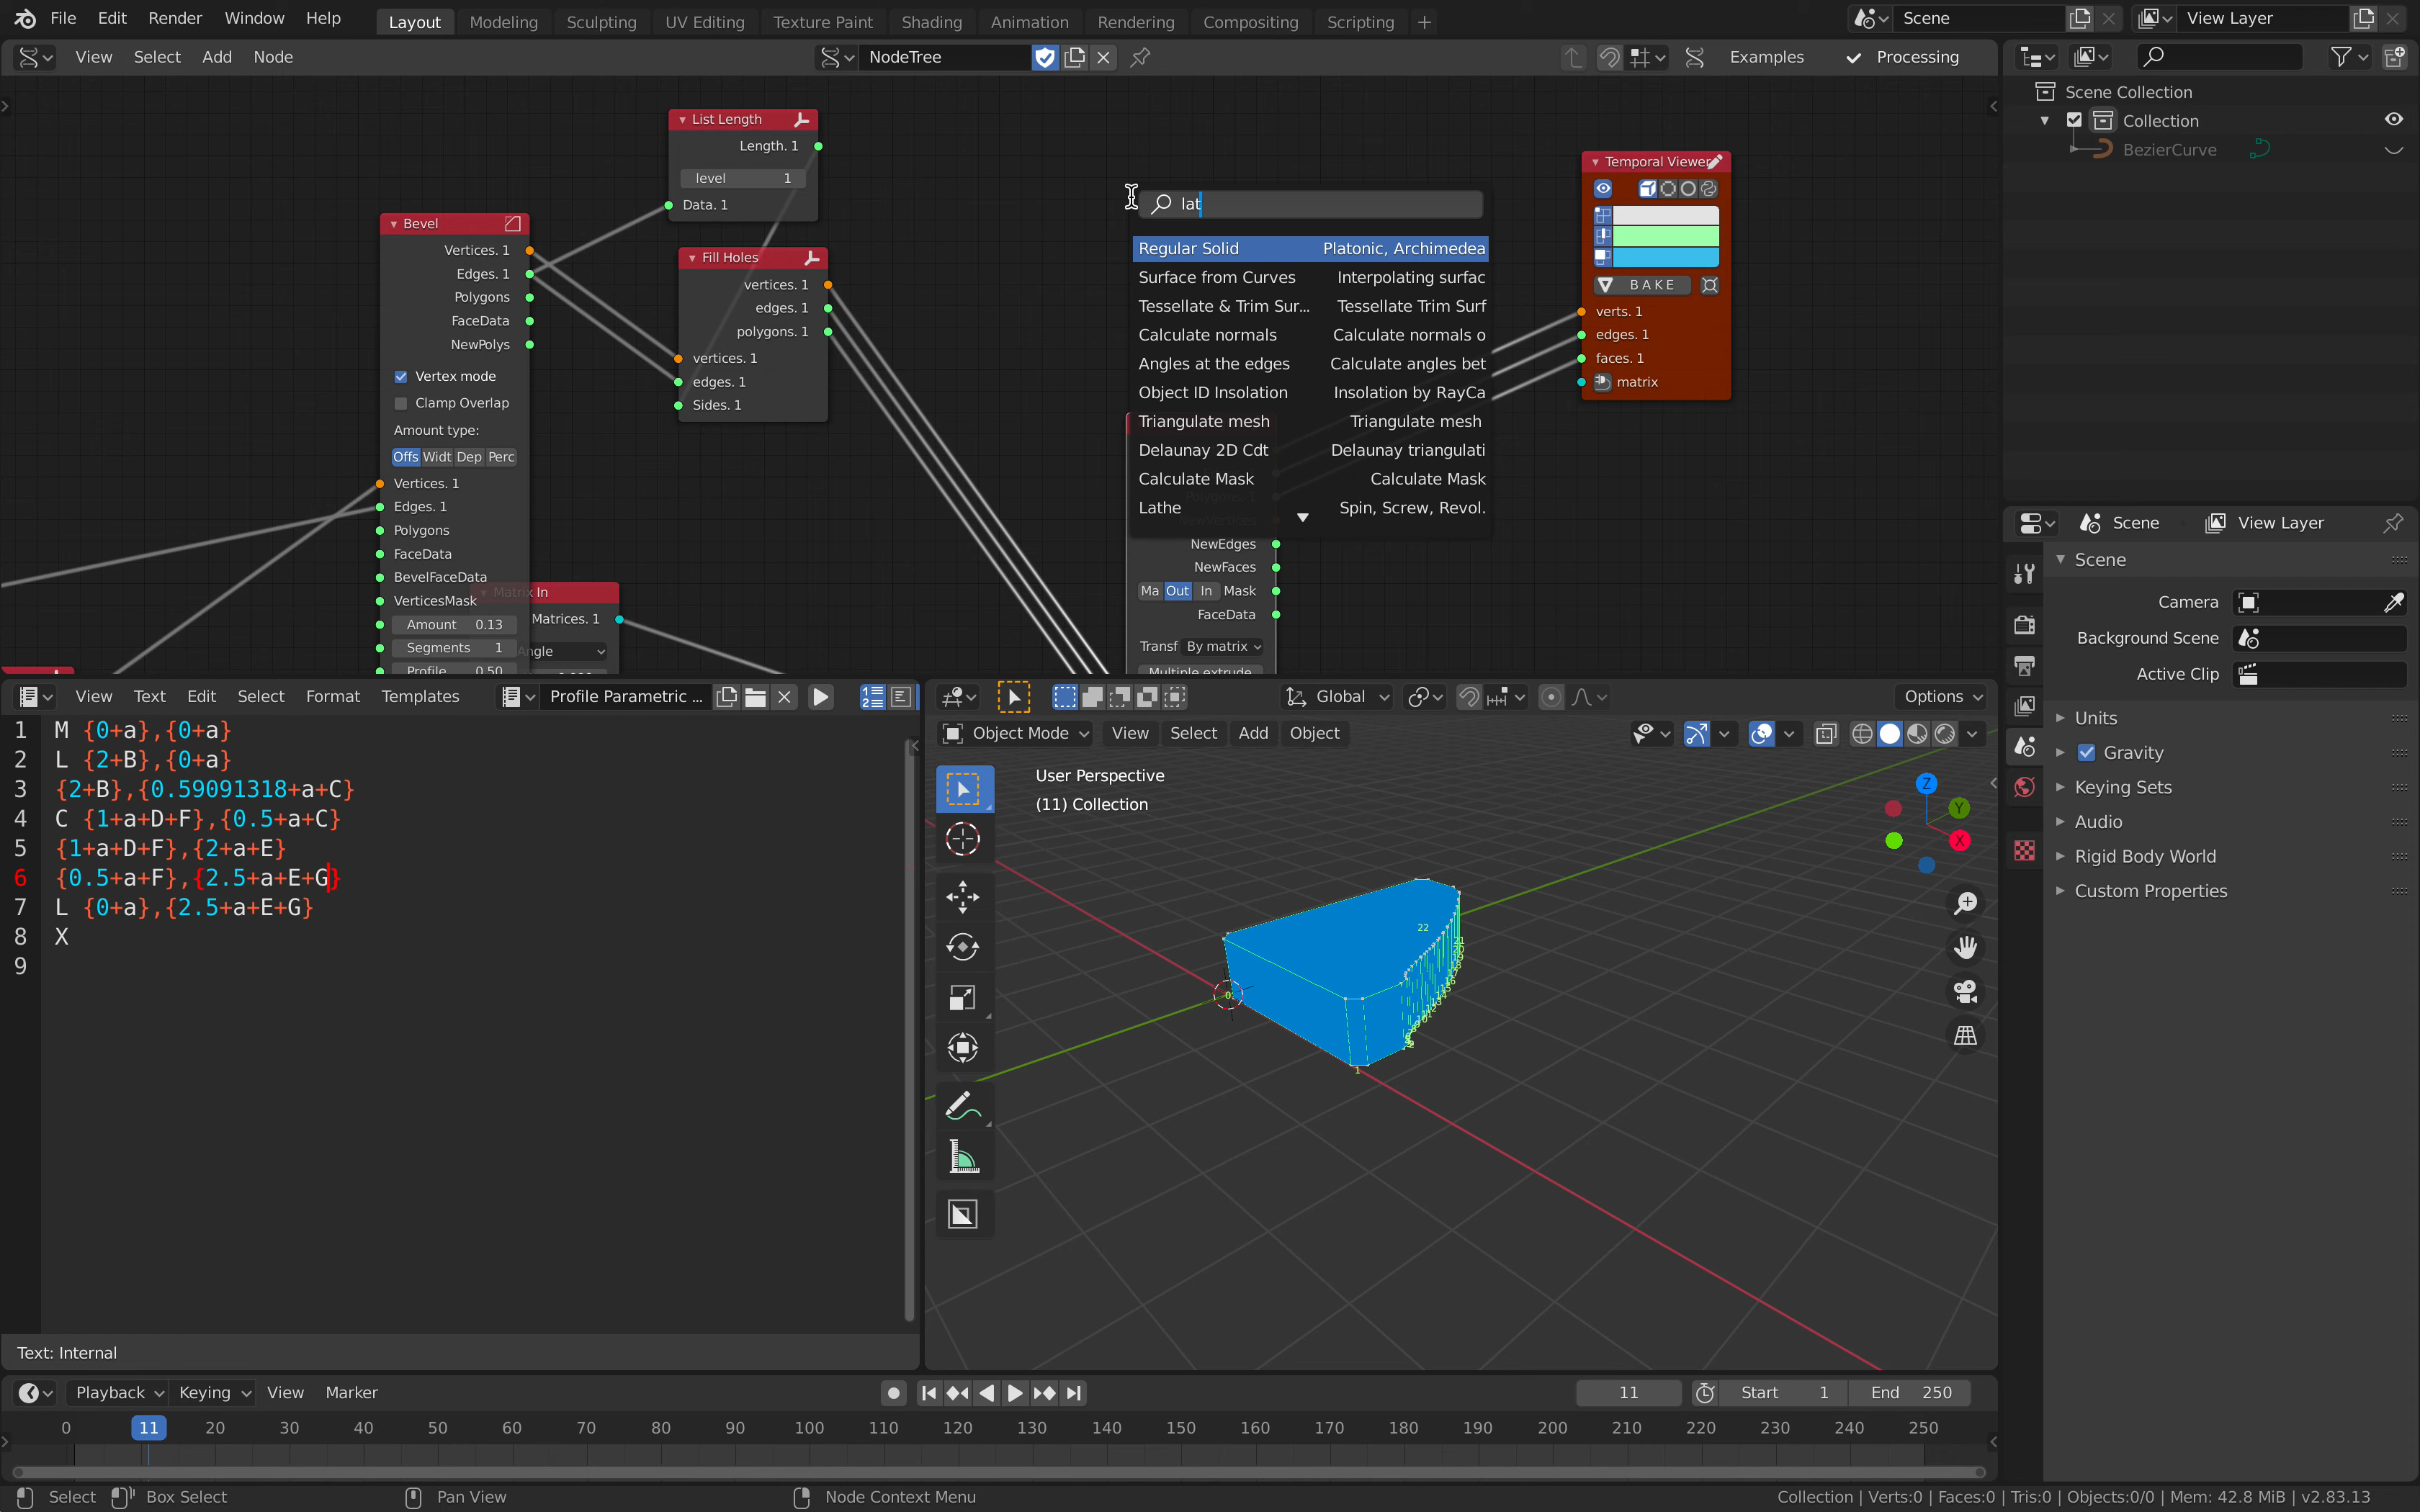 File Edit Render Window Help Layout Modeling Sculpting UV Editing Texture Paint Shading Animation Rendering Compositing Scripting + Scene View Layer
View Select Add Node NodeTree Examples Processing
Scene Collection
Collection
BezierCurve
List Length
Length. 1
level 1
Data. 1
Bevel
Vertices. 1
Edges. 1
Polygons
FaceData
NewPolys
Vertex mode
Clamp Overlap
Amount type:
Offs Widt Dep Perc
Vertices. 1
Edges. 1
Polygons
FaceData
BevelFaceData
VerticesMask
Amount 0.13
Segments 1
Profile 0.50
Fill Holes
vertices. 1
edges. 1
polygons. 1
vertices. 1
edges. 1
Sides. 1
Matrix In
Matrices. 1
Angle
lat
Regular Solid Platonic, Archimedea
Surface from Curves Interpolating surfac
Tessellate & Trim Sur... Tessellate Trim Surf
Calculate normals Calculate normals o
Angles at the edges Calculate angles bet
Object ID Insolation Insolation by RayCa
Triangulate mesh Triangulate mesh
Delaunay 2D Cdt Delaunay triangulati
Calculate Mask Calculate Mask
Lathe Spin, Screw, Revol.
NewEdges
NewFaces
Ma Out In Mask
FaceData
Transf By matrix
Multiple extrude
Temporal Viewer
BAKE
verts. 1
edges. 1
faces. 1
matrix
Scene View Layer
Scene
Camera
Background Scene
Active Clip
Units
Gravity
Keying Sets
Audio
Rigid Body World
Custom Properties
View Text Edit Select Format Templates Profile Parametric ...
1 M {0+a},{0+a}
2 L {2+B},{0+a}
3 {2+B},{0.59091318+a+C}
4 C {1+a+D+F},{0.5+a+C}
5 {1+a+D+F},{2+a+E}
6 {0.5+a+F},{2.5+a+E+G}
7 L {0+a},{2.5+a+E+G}
8 X
9
Text: Internal
Global Options
Object Mode View Select Add Object
User Perspective
(11) Collection
Z
Y
X
22
0
1
Playback Keying View Marker 11 Start 1 End 250
0 11 20 30 40 50 60 70 80 90 100 110 120 130 140 150 160 170 180 190 200 210 220 230 240 250
Select Box Select Pan View Node Context Menu Collection | Verts:0 | Faces:0 | Tris:0 | Objects:0/0 | Mem: 42.8 MiB | v2.83.13